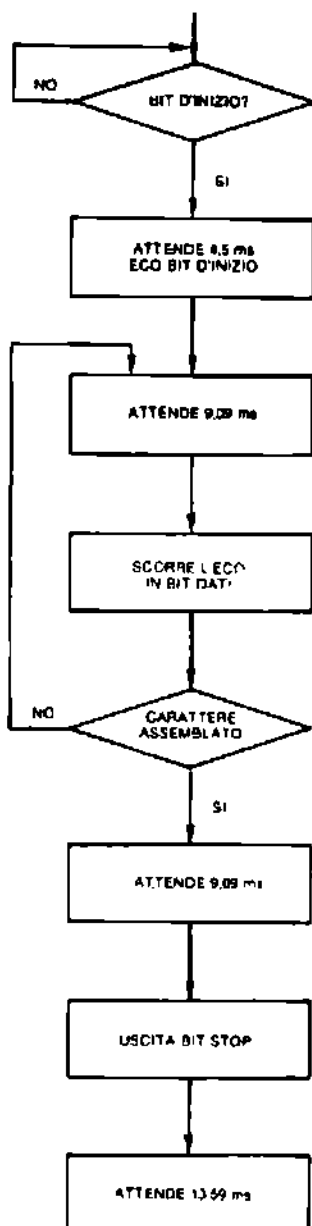 NO
BIT D'INIZIO?
SI
ATTENDE 4,5 ms
ECO BIT D'INIZIO
ATTENDE 9,09 ms
SCORRE L'ECO
IN BIT DATI
NO
CARATTERE
ASSEMBLATO
SI
ATTENDE 9,09 ms
USCITA BIT STOP
ATTENDE 13,59 ms